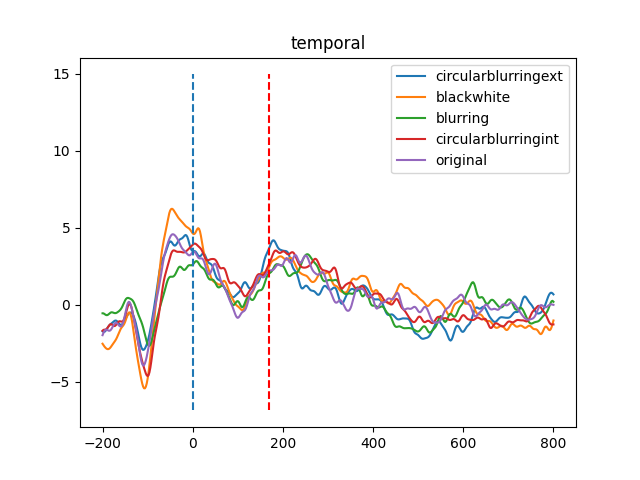 temporal
15
10
5
0
−5
−200
0
200
400
600
800
circularblurringext
blackwhite
blurring
circularblurringint
original